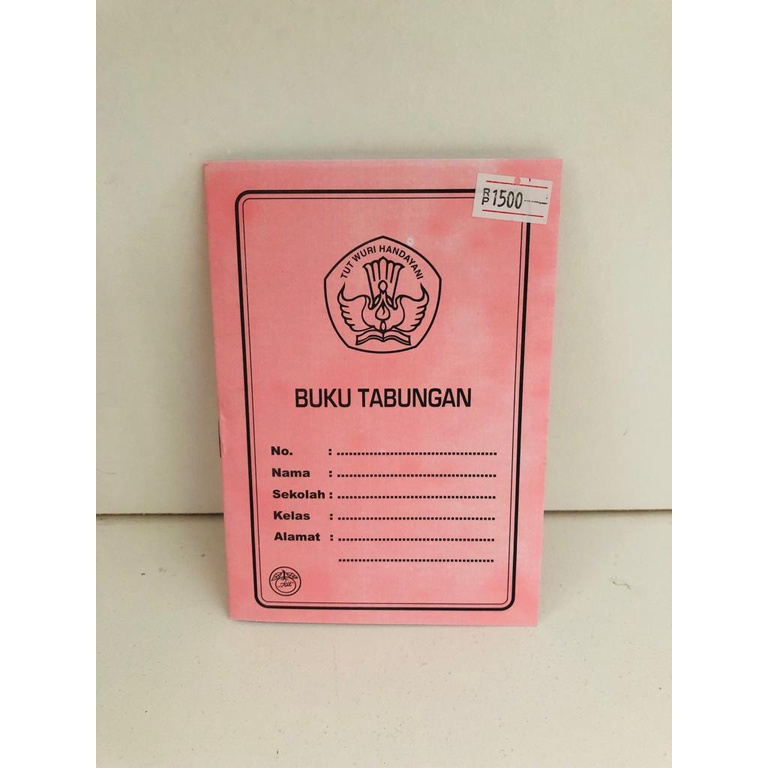 RP 1500
TUT WURI HANDAYANI
BUKU TABUNGAN
No. : ........................................
Nama : ........................................
Sekolah : ........................................
Kelas : ........................................
Alamat : ........................................
........................................